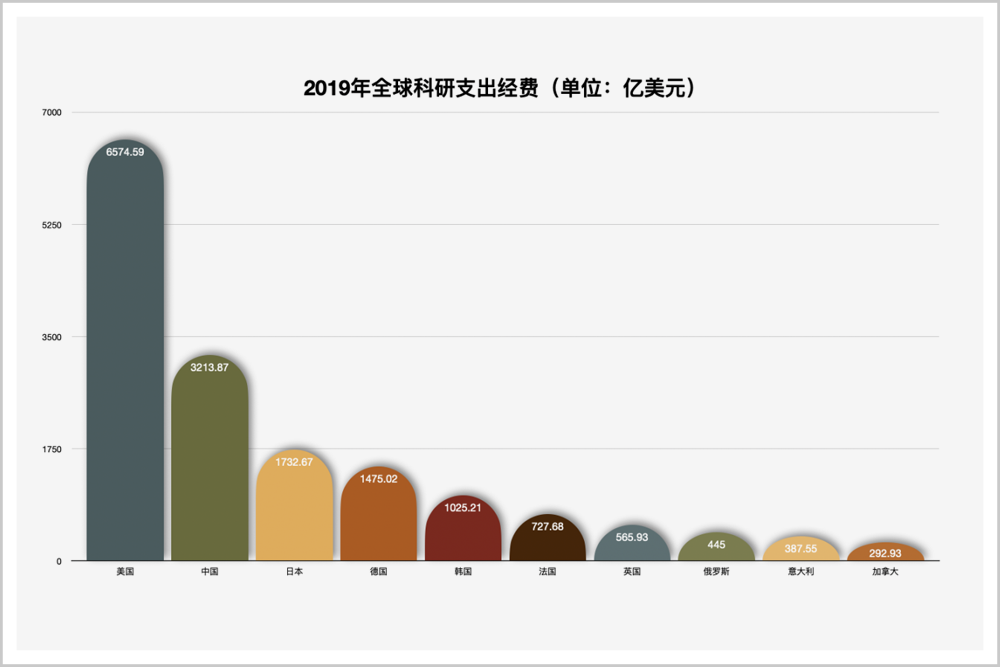 2019年全球科研支出经费（单位：亿美元）
7000
5250
3500
1750
0
6574.59
3213.87
1732.67
1475.02
1025.21
727.68
565.93
445
387.55
292.93
美国
中国
日本
德国
韩国
法国
英国
俄罗斯
意大利
加拿大